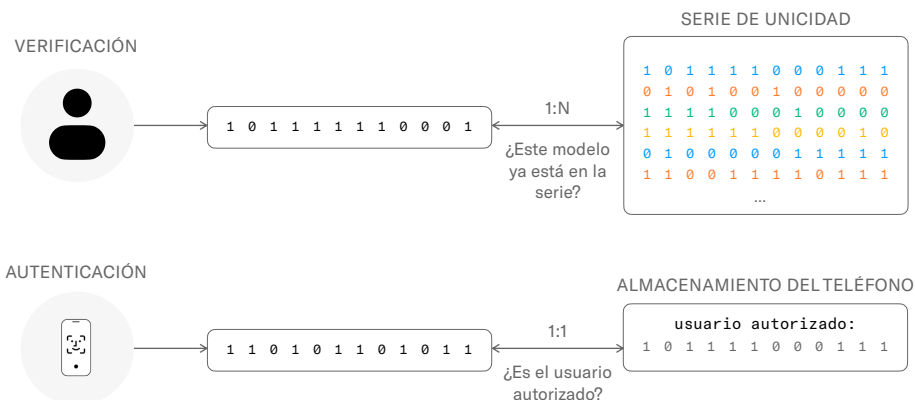 SERIE DE UNICIDAD
VERIFICACIÓN
1 0 1 1 1 1 1 1 0 0 0 1
1:N
¿Este modelo
ya está en la
serie?
1 0 1 1 1 1 0 0 0 1 1 1
0 1 0 1 0 0 1 0 0 0 0 0
1 1 1 1 0 0 0 1 0 0 0 0
1 1 1 1 1 1 0 0 0 0 1 0
0 1 0 0 0 0 0 1 1 1 1 1
1 1 0 0 1 1 1 1 0 1 1 1
...
AUTENTICACIÓN
ALMACENAMIENTO DEL TELÉFONO
1 1 0 1 0 1 1 0 1 0 1 1
1:1
¿Es el usuario
autorizado?
usuario autorizado:
1 0 1 1 1 1 0 0 0 1 1 1